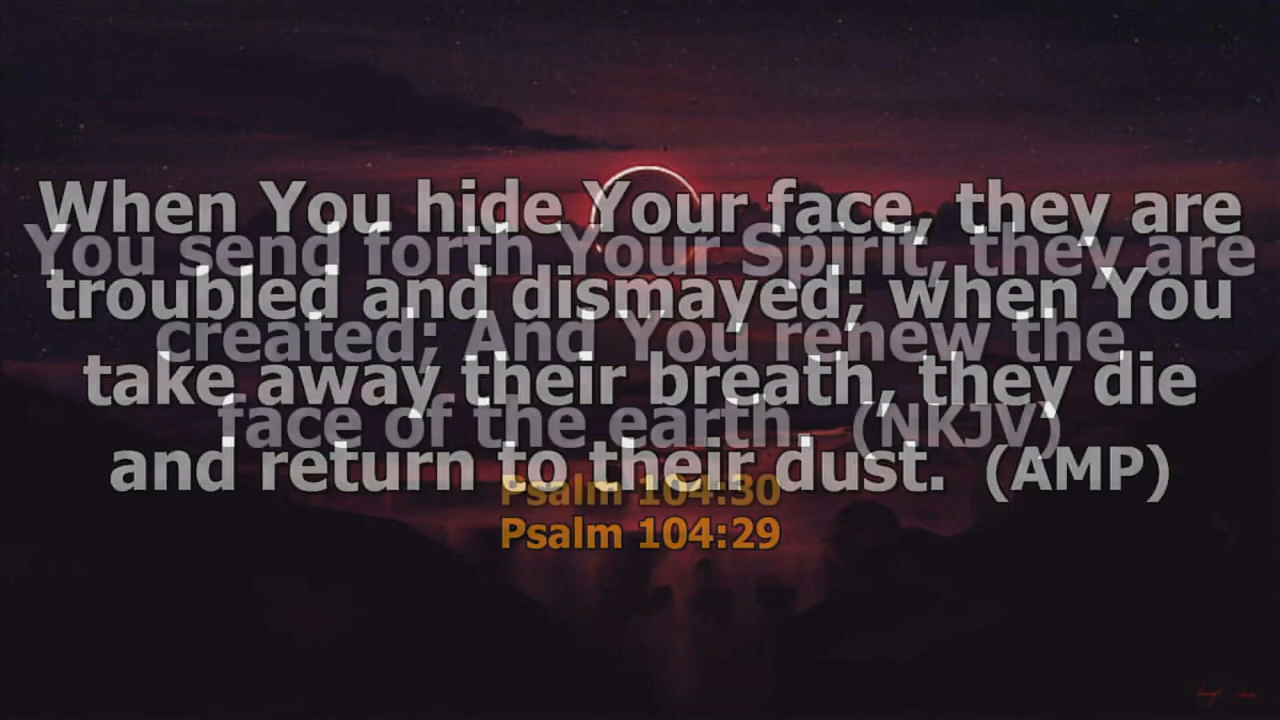 When You hide Your face, they are
troubled and dismayed; when You
take away their breath, they die
and return to their dust. (AMP)
Psalm 104:29
You send forth Your Spirit, they are
created; And You renew the
face of the earth. (NKJV)
Psalm 104:30